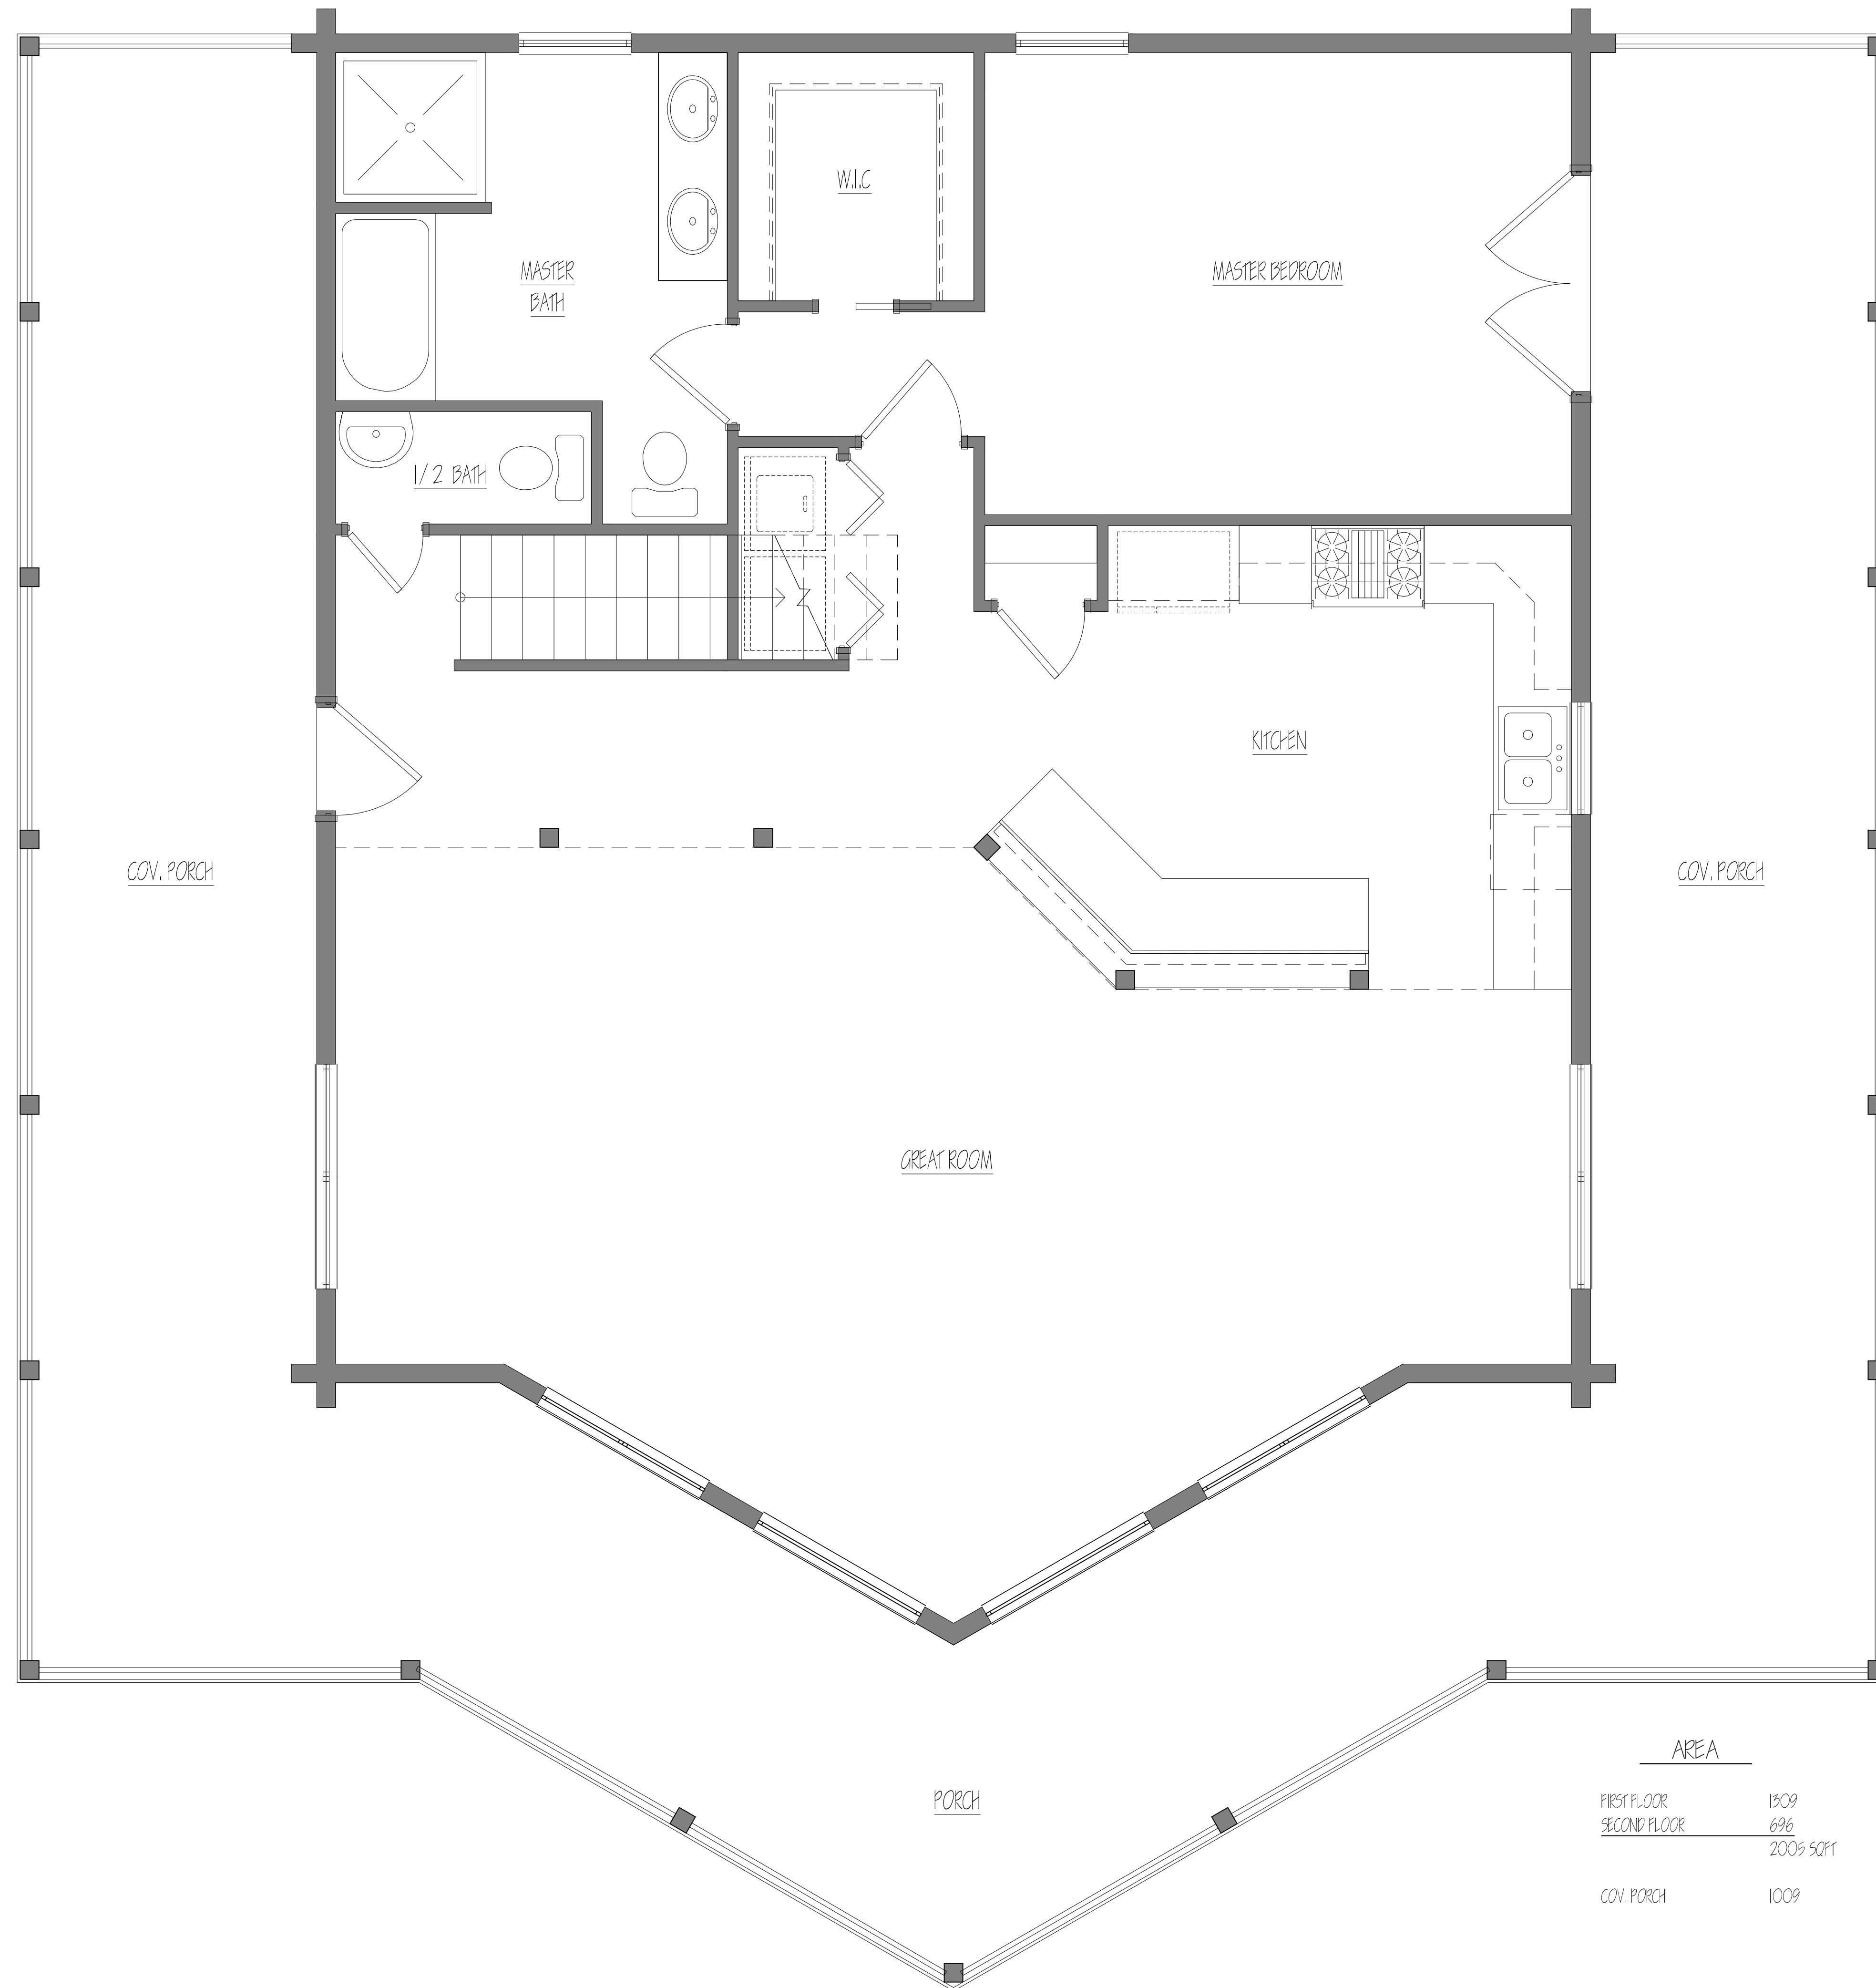 W.I.C
MASTER
BATH
MASTER BEDROOM
1/2 BATH
KITCHEN
COV. PORCH
COV. PORCH
GREAT ROOM
PORCH
AREA
FIRST FLOOR 1309
SECOND FLOOR 696
2005 SQFT
COV. PORCH 1009